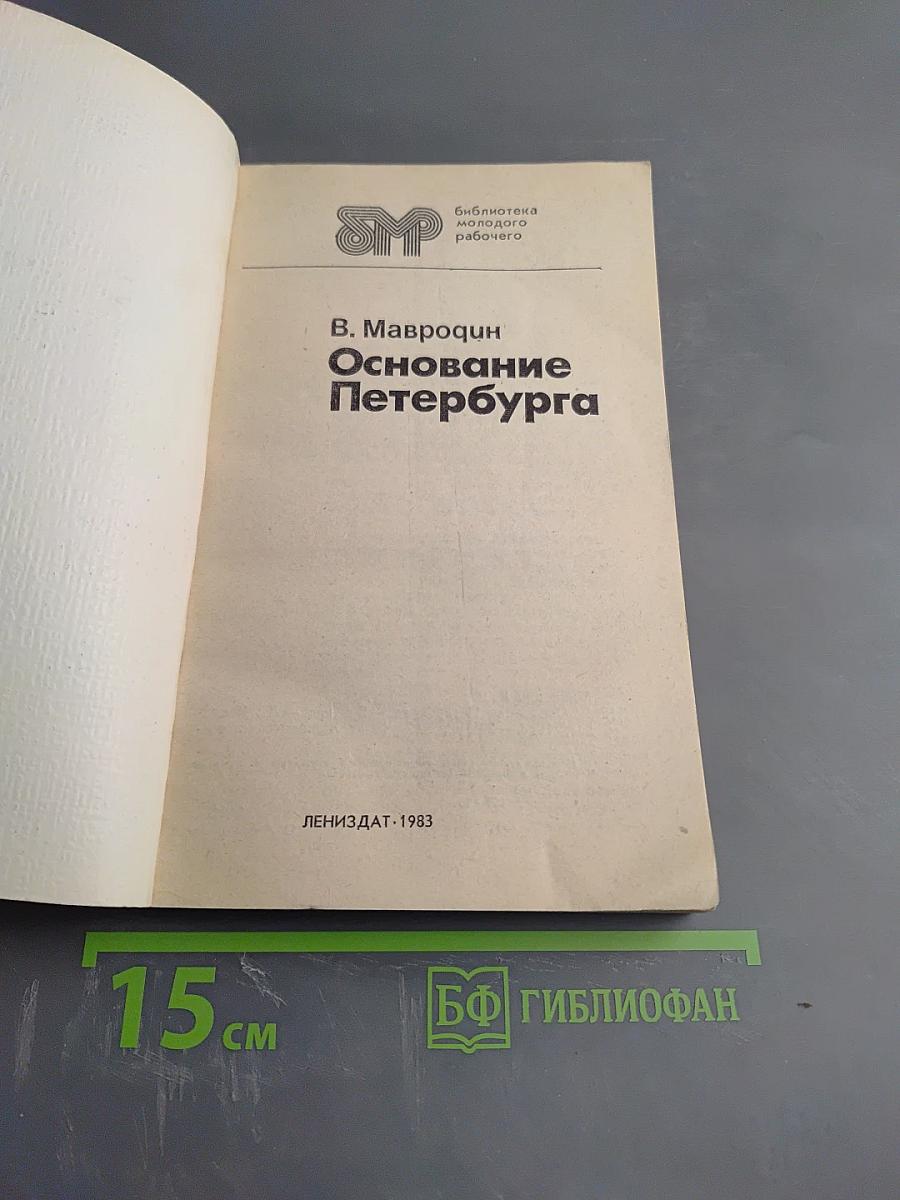 бмр
библиотека
молодого
рабочего
В. Мавродин
Основание
Петербурга
ЛЕНИЗДАТ · 1983
15 см
БФ ГИБЛИОФАН